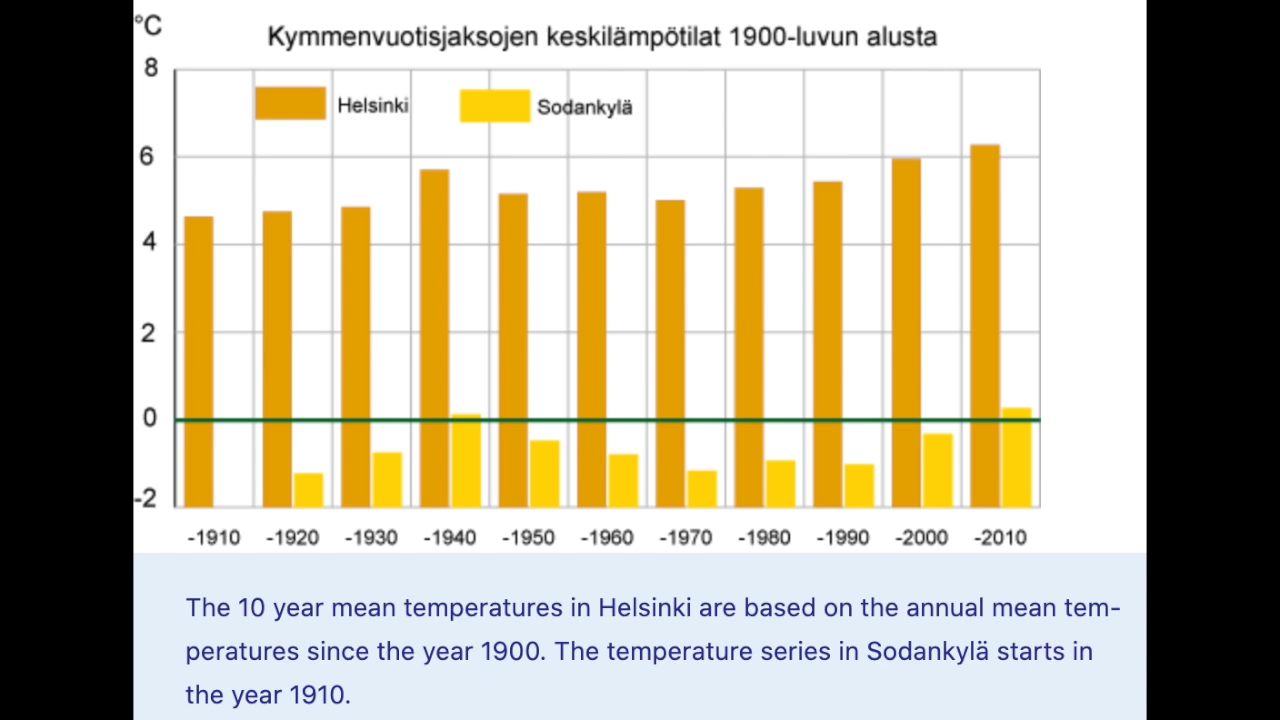 °C
Kymmenvuotisjaksojen keskilämpötilat 1900-luvun alusta
8
Helsinki Sodankylä
6
4
2
0
-2
-1910 -1920 -1930 -1940 -1950 -1960 -1970 -1980 -1990 -2000 -2010
The 10 year mean temperatures in Helsinki are based on the annual mean tem-
peratures since the year 1900. The temperature series in Sodankylä starts in
the year 1910.